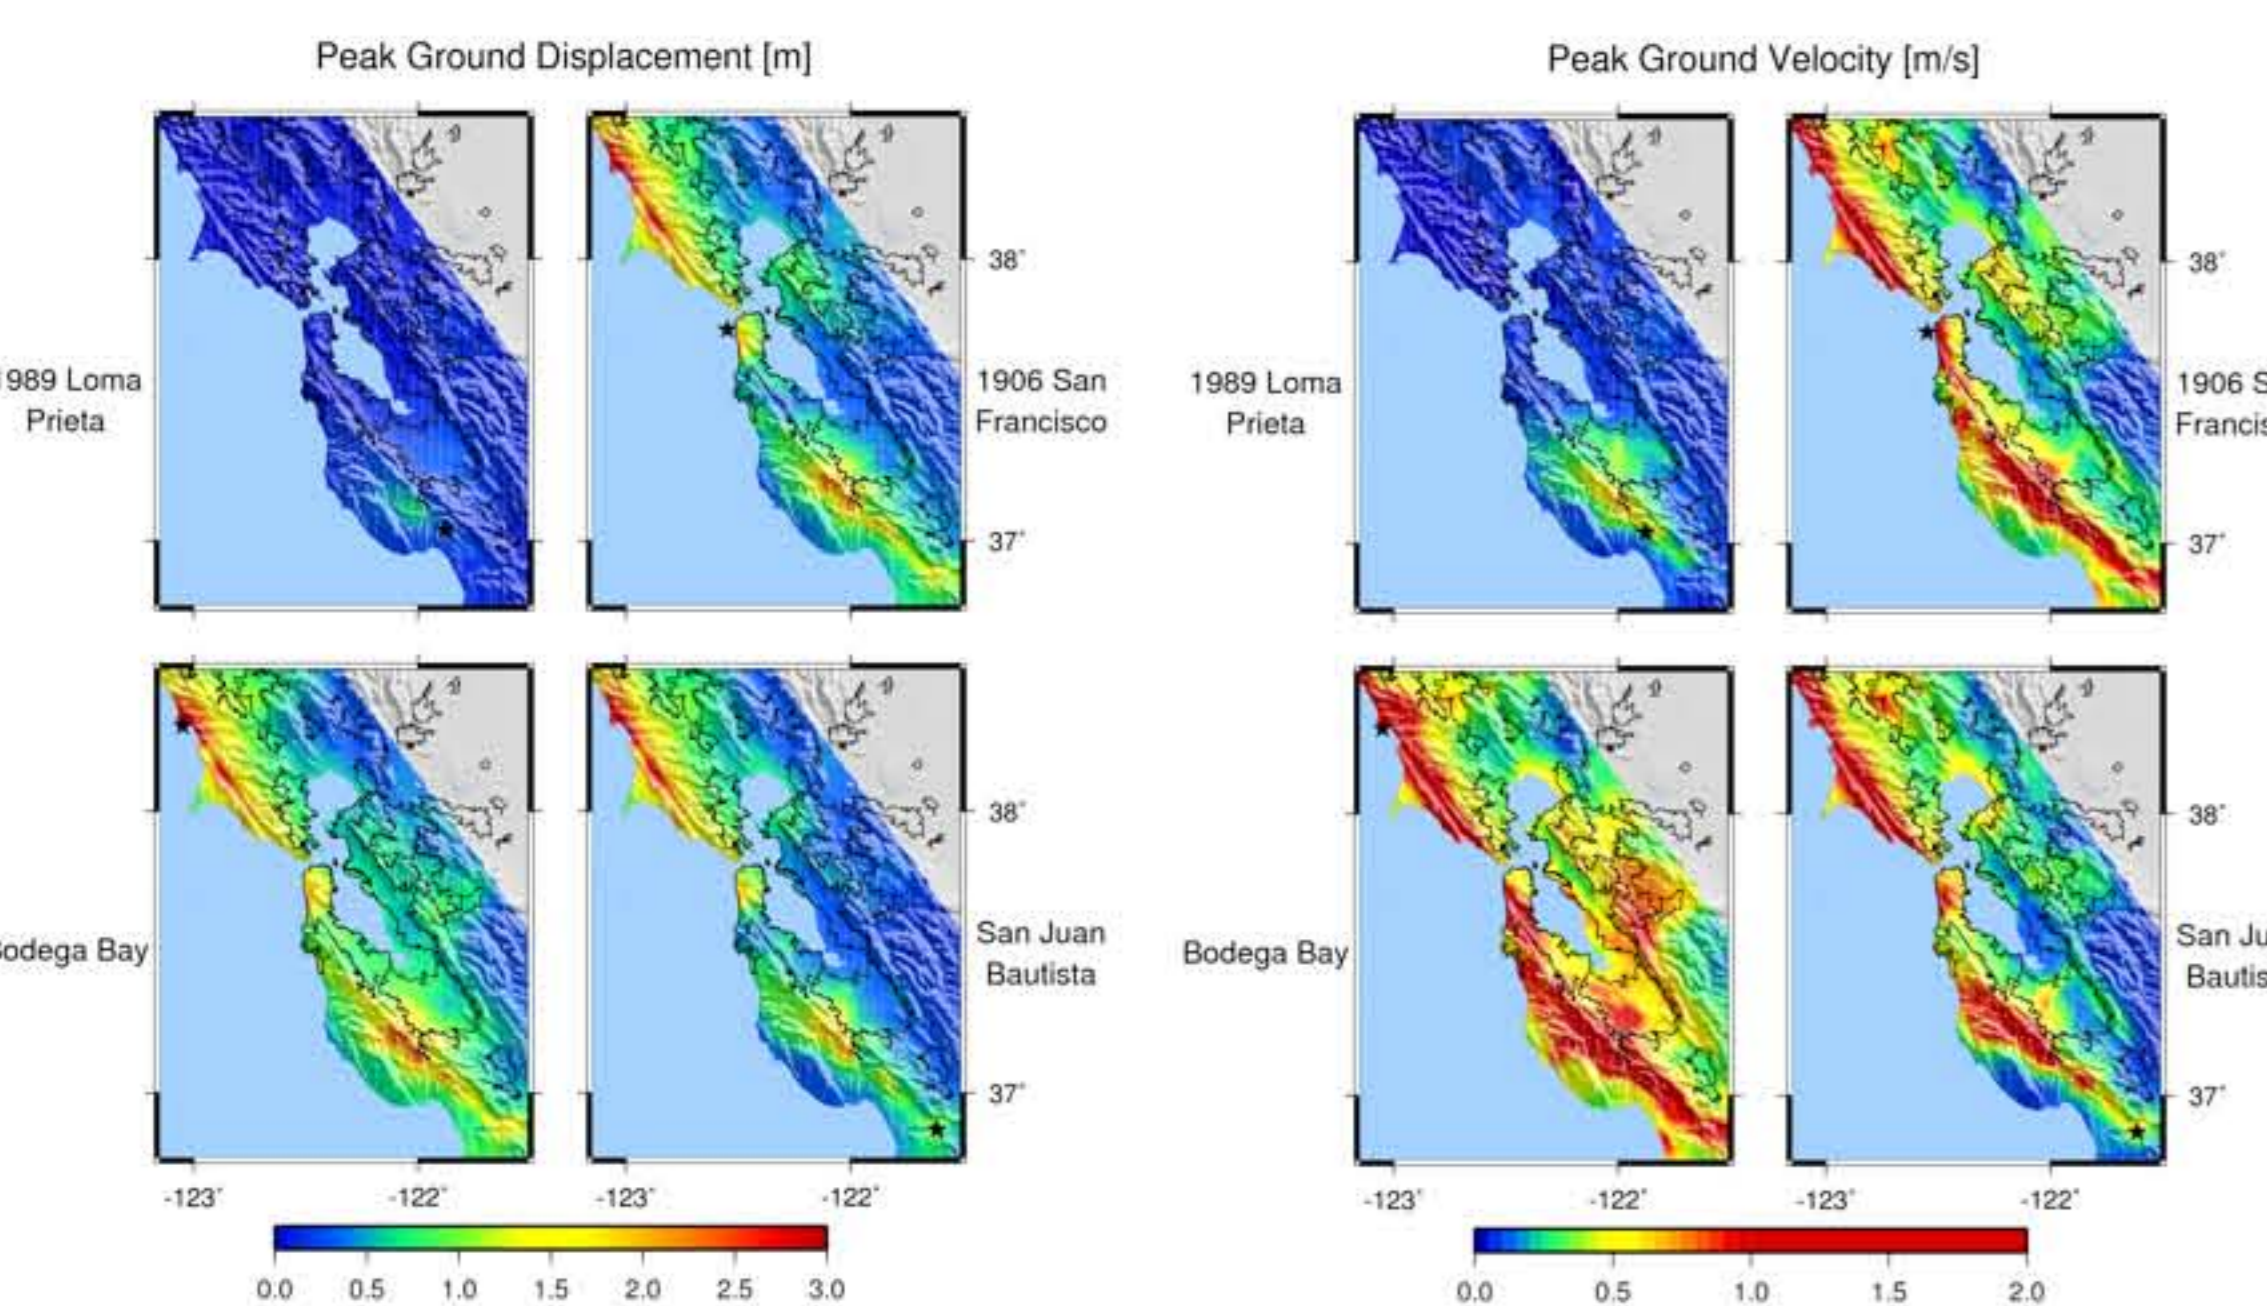 Peak Ground Displacement [m]
Peak Ground Velocity [m/s]
38°
38°
1989 Loma
Prieta
1906 San
Francisco
1989 Loma
Prieta
1906 S
Francis
37°
37°
38°
38°
odega Bay
San Juan
Bautista
Bodega Bay
San Ju
Bautis
37°
37°
-123° -122° -123° -122°
-123° -122° -123° -122°
0.0 0.5 1.0 1.5 2.0 2.5 3.0
0.0 0.5 1.0 1.5 2.0